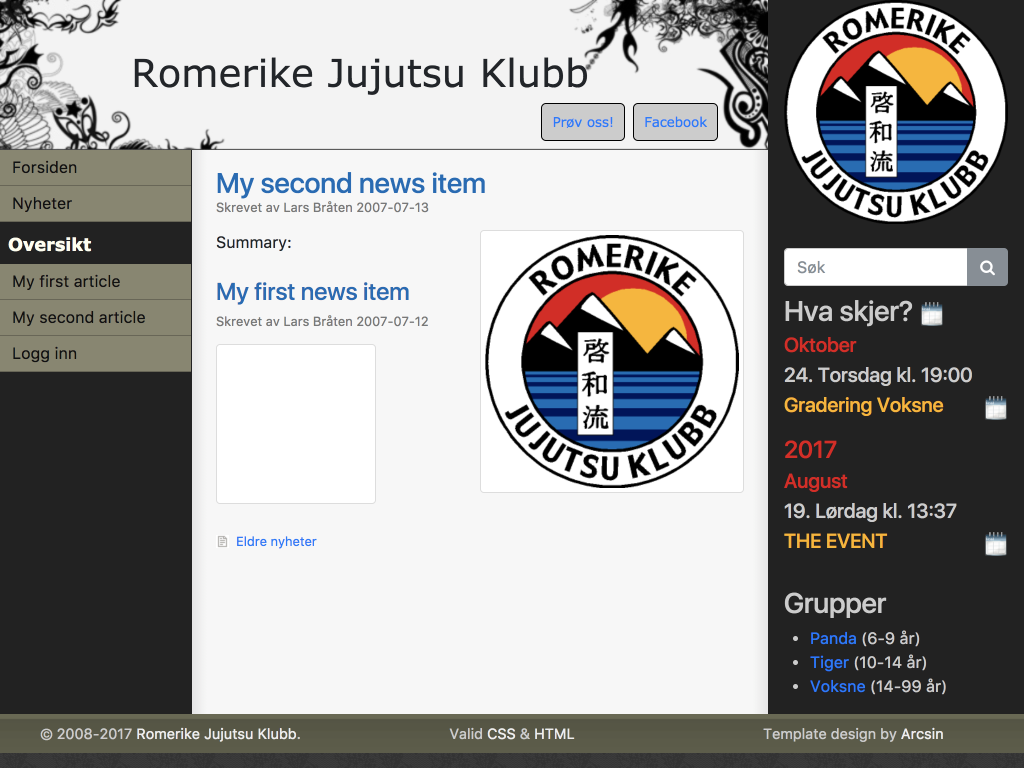 Romerike Jujutsu Klubb
Prøv oss!
Facebook
Forsiden
Nyheter
Oversikt
My first article
My second article
Logg inn
My second news item
Skrevet av Lars Bråten 2007-07-13
Summary:
ROMERIKE
啓和流
JUJUTSU KLUBB
My first news item
Skrevet av Lars Bråten 2007-07-12
Eldre nyheter
ROMERIKE
啓和流
JUJUTSU KLUBB
Søk
Hva skjer?
Oktober
24. Torsdag kl. 19:00
Gradering Voksne
2017
August
19. Lørdag kl. 13:37
THE EVENT
Grupper
Panda (6-9 år)
Tiger (10-14 år)
Voksne (14-99 år)
© 2008-2017 Romerike Jujutsu Klubb.
Valid CSS & HTML
Template design by Arcsin